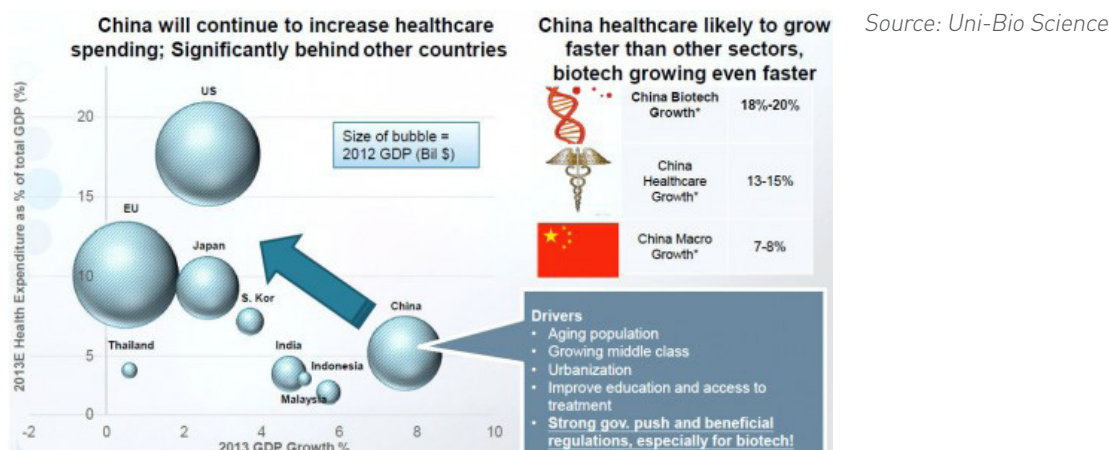 China will continue to increase healthcare
spending; Significantly behind other countries
2013E Health Expenditure as % of total GDP (%)
20
15
10
5
0
-2
0
2
4
6
8
10
2013 GDP Growth %
US
Size of bubble =
2012 GDP (Bil $)
EU
Japan
S. Kor
China
Thailand
India
Indonesia
Malaysia
China healthcare likely to grow
faster than other sectors,
biotech growing even faster
China Biotech
Growth*
18%-20%
China
Healthcare
Growth*
13-15%
China Macro
Growth*
7-8%
Drivers
• Aging population
• Growing middle class
• Urbanization
• Improve education and access to
treatment
• Strong gov. push and beneficial
regulations, especially for biotech!
Source: Uni-Bio Science